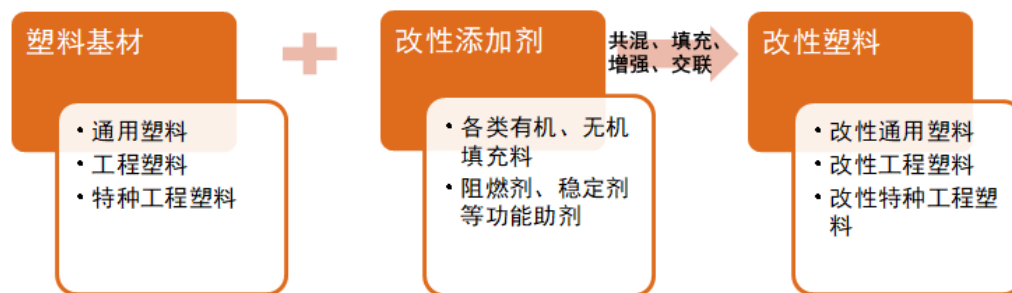 塑料基材
• 通用塑料
• 工程塑料
• 特种工程塑料
改性添加剂
• 各类有机、无机
填充料
• 阻燃剂、稳定剂
等功能助剂
共混、填充、
增强、交联
改性塑料
• 改性通用塑料
• 改性工程塑料
• 改性特种工程塑
料